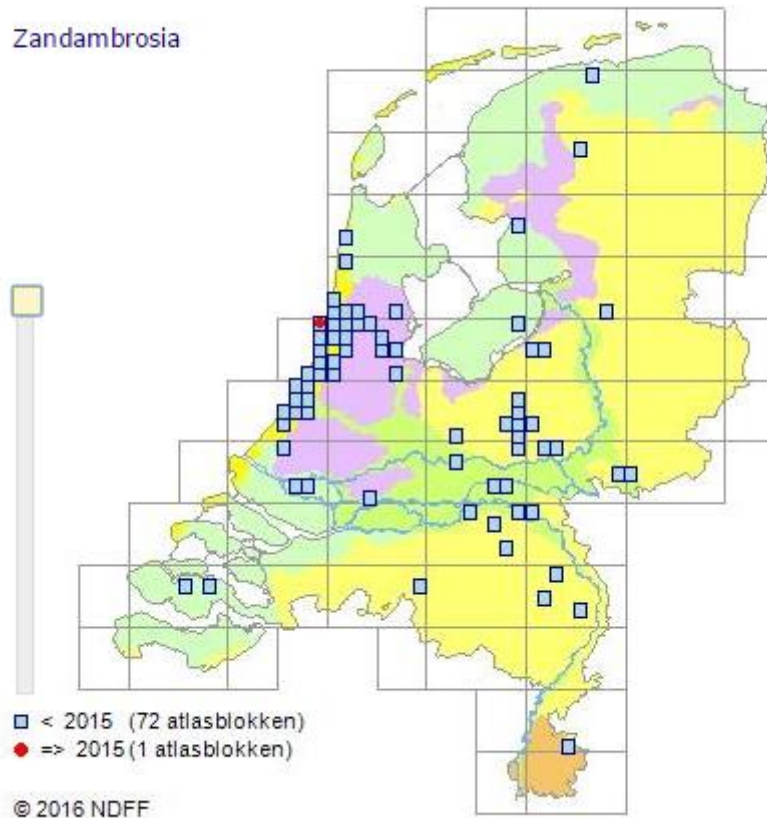 Zandambrosia
< 2015 (72 atlasblokken)
=> 2015 (1 atlasblokken)
© 2016 NDFF